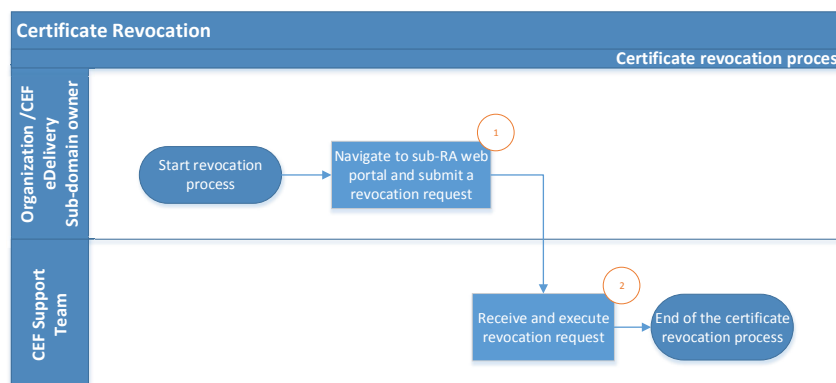 Certificate Revocation
Certificate revocation proces
Organization /CEF
eDelivery
Sub-domain owner
Start revocation
process
1
Navigate to sub-RA web
portal and submit a
revocation request
CEF Support
Team
2
Receive and execute
revocation request
End of the certificate
revocation process